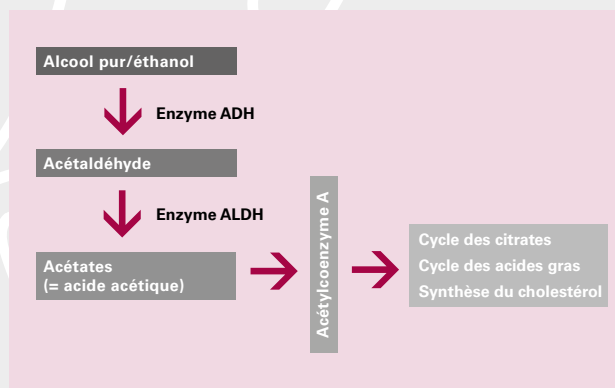 Alcool pur/éthanol
Enzyme ADH
Acétaldéhyde
Enzyme ALDH
Acétates
(= acide acétique)
Acétylcoenzyme A
Cycle des citrates
Cycle des acides gras
Synthèse du cholestérol